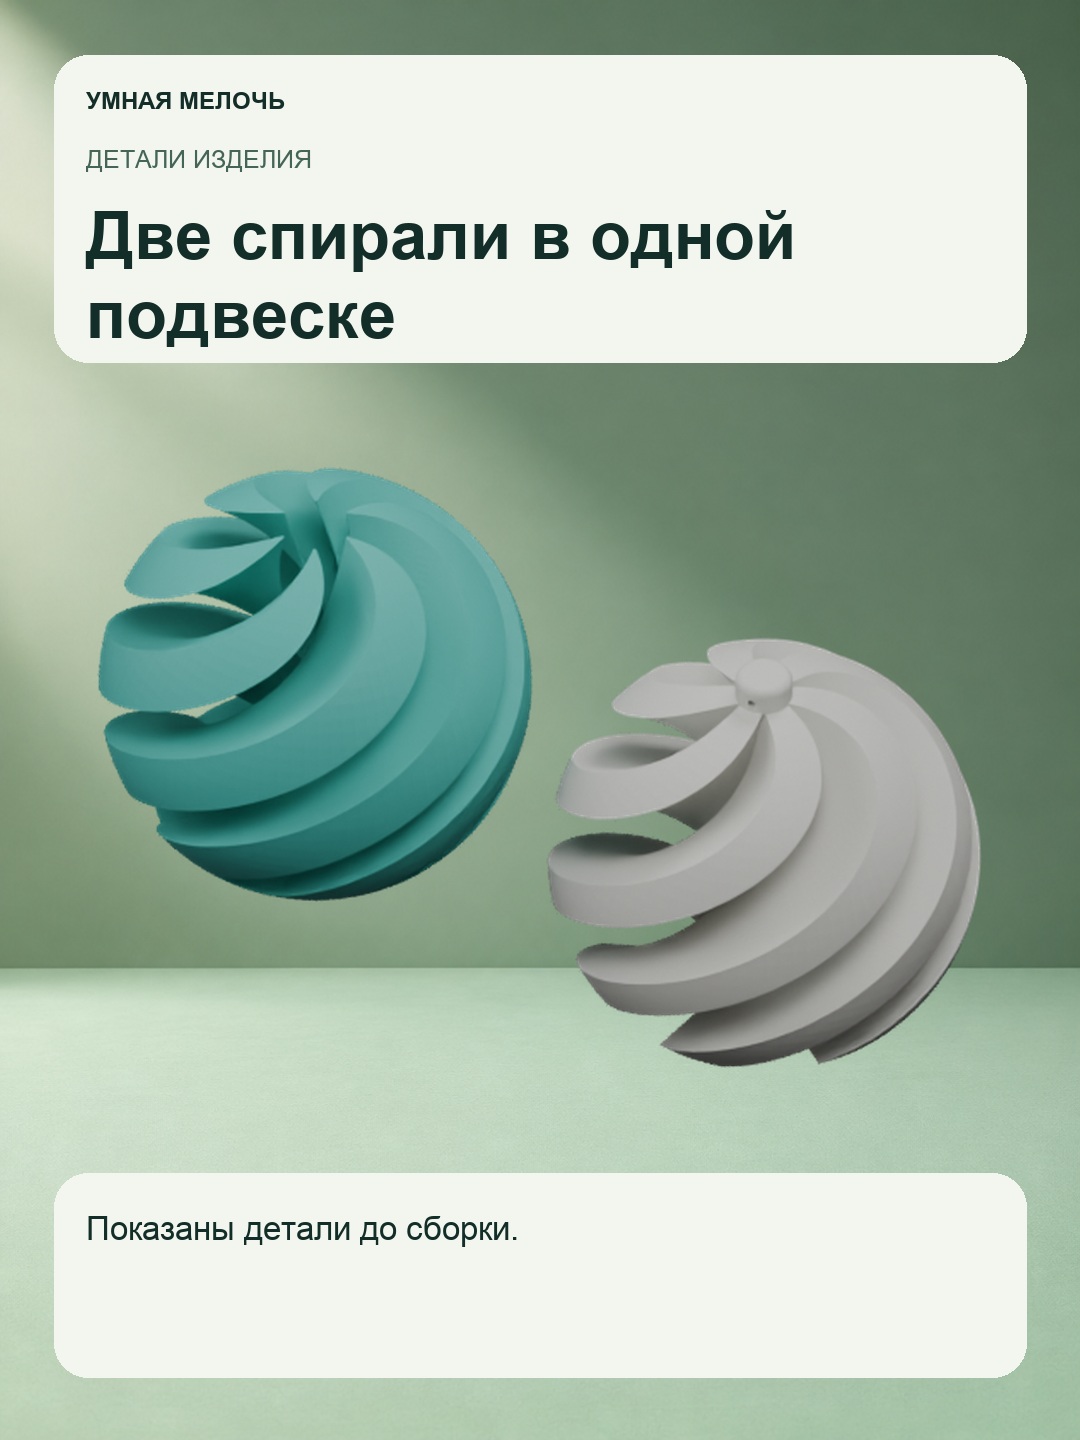 УМНАЯ МЕЛОЧЬ
ДЕТАЛИ ИЗДЕЛИЯ
Две спирали в одной
подвеске
Показаны детали до сборки.